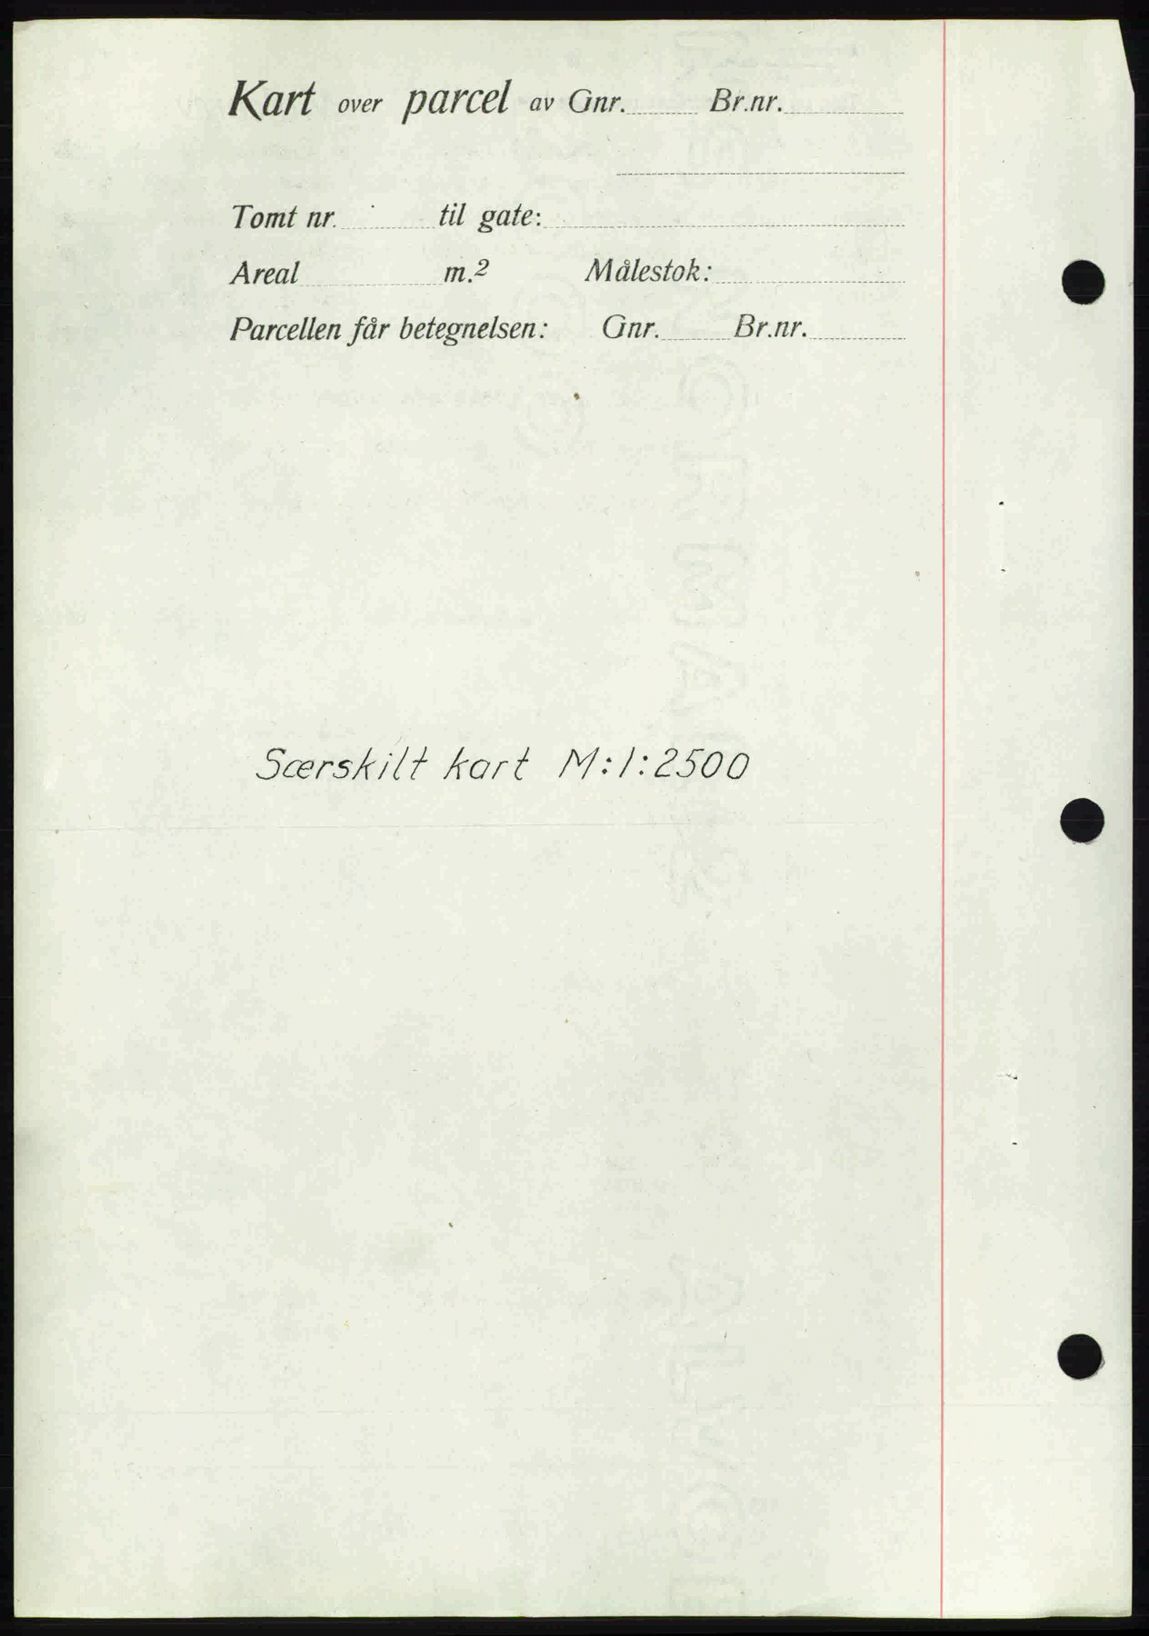 Kart over parcel av Gnr. Br.nr.
Tomt nr. til gate:
Areal m.² Målestok:
Parcellen får betegnelsen: Gnr. Br.nr.
Særskilt kart M:1:2500